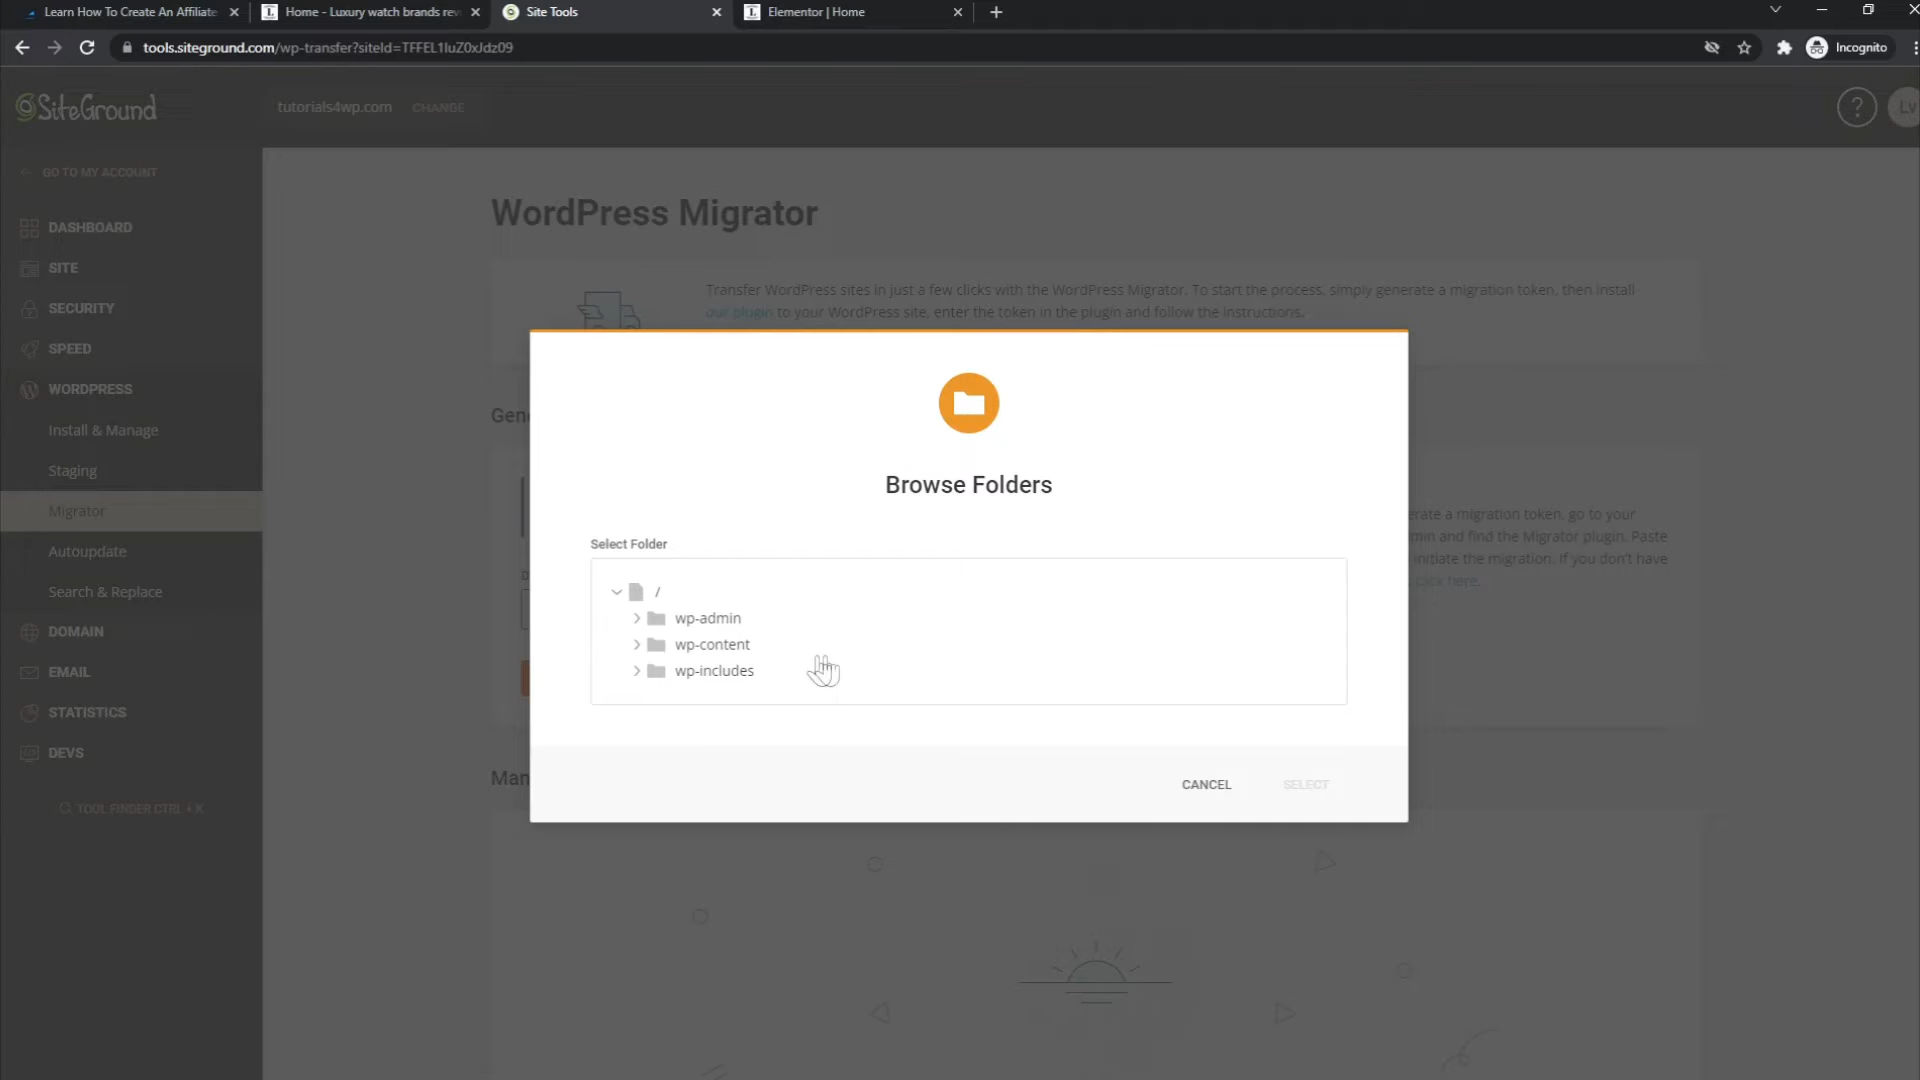 Learn How To Create An Affiliate
Home - Luxury watch brands rev
Site Tools
Elementor | Home
tools.siteground.com/wp-transfer?siteId=TFFEL1luZ0xJdz09
Incognito
SiteGround
tutorials4wp.com
CHANGE
?
Lv
GO TO MY ACCOUNT
DASHBOARD
SITE
SECURITY
SPEED
WORDPRESS
Install & Manage
Staging
Migrator
Autoupdate
Search & Replace
DOMAIN
EMAIL
STATISTICS
DEVS
TOOL FINDER CTRL + K
WordPress Migrator
Transfer WordPress sites in just a few clicks with the WordPress Migrator. To start the process, simply generate a migration token, then install
our plugin to your WordPress site, enter the token in the plugin and follow the instructions.
Gen
erate a migration token, go to your
min and find the Migrator plugin. Paste
initiate the migration. If you don't have
click here.
Man
Browse Folders
Select Folder
/
wp-admin
wp-content
wp-includes
CANCEL
SELECT